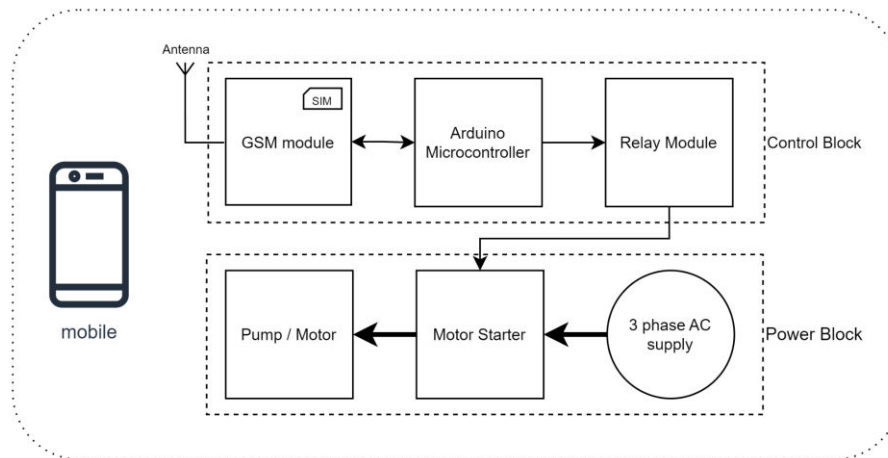 Antenna
SIM
GSM module
Arduino
Microcontroller
Relay Module
Control Block
mobile
Pump / Motor
Motor Starter
3 phase AC
supply
Power Block